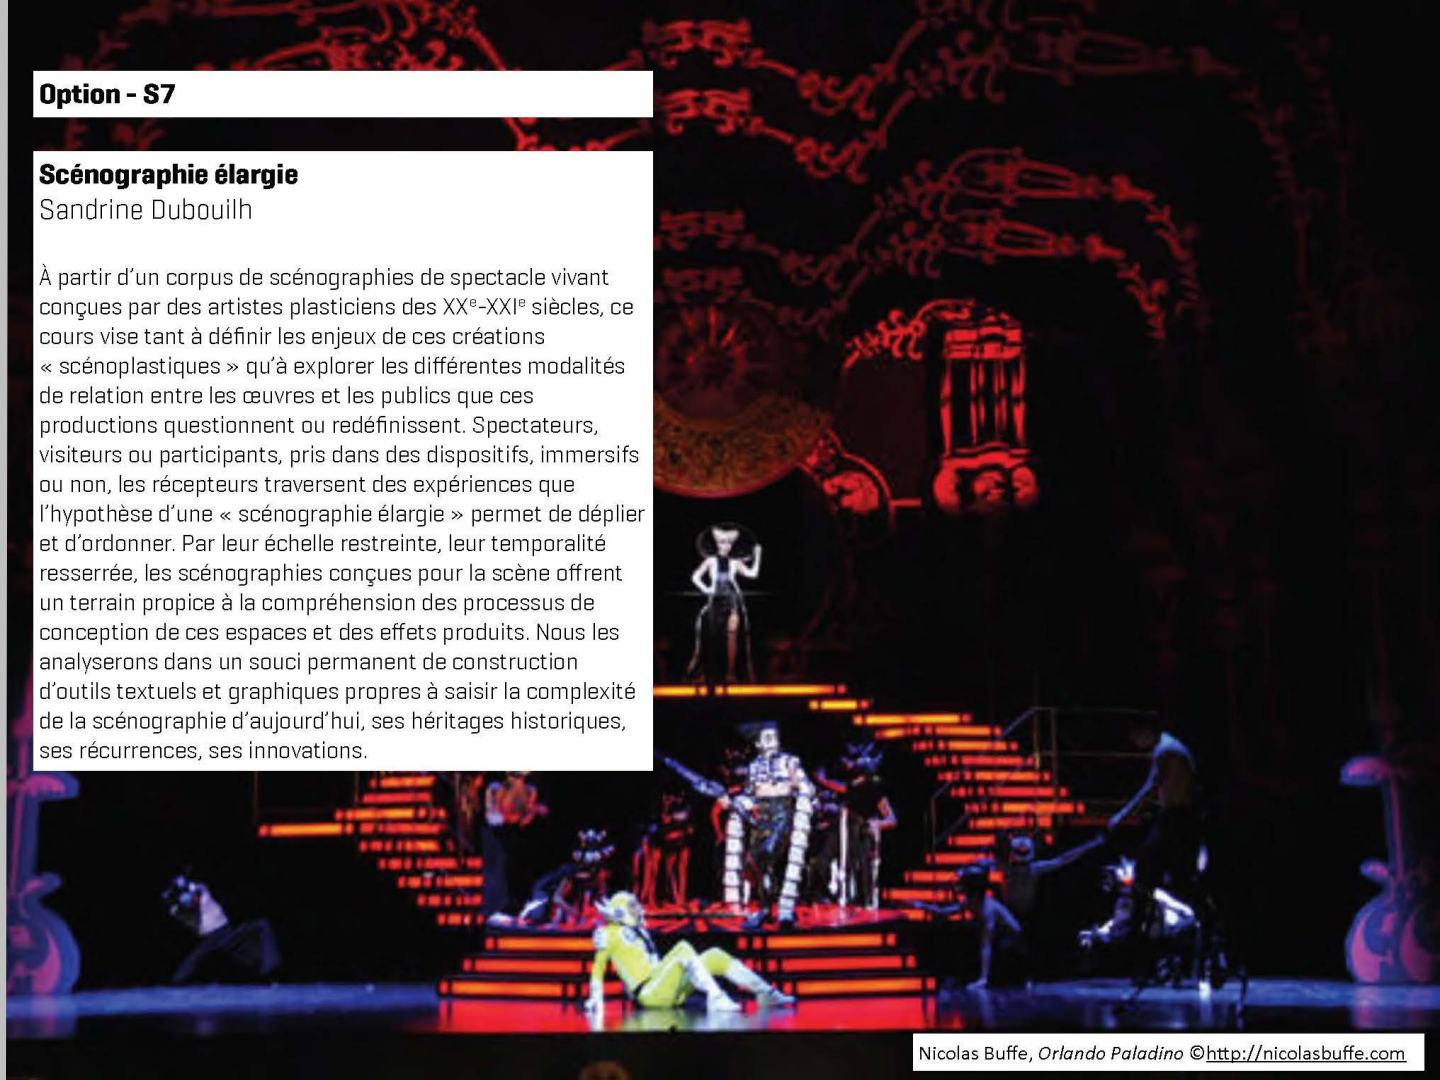 Option - S7
Scénographie élargie
Sandrine Dubouilh
À partir d'un corpus de scénographies de spectacle vivant
conçues par des artistes plasticiens des XXᵉ-XXIᵉ siècles, ce
cours vise tant à définir les enjeux de ces créations
« scénoplastiques » qu'à explorer les différentes modalités
de relation entre les œuvres et les publics que ces
productions questionnent ou redéfinissent. Spectateurs,
visiteurs ou participants, pris dans des dispositifs, immersifs
ou non, les récepteurs traversent des expériences que
l'hypothèse d'une « scénographie élargie » permet de déplier
et d'ordonner. Par leur échelle restreinte, leur temporalité
resserrée, les scénographies conçues pour la scène offrent
un terrain propice à la compréhension des processus de
conception de ces espaces et des effets produits. Nous les
analyserons dans un souci permanent de construction
d'outils textuels et graphiques propres à saisir la complexité
de la scénographie d'aujourd'hui, ses héritages historiques,
ses récurrences, ses innovations.
Nicolas Buffe, Orlando Paladino ©http://nicolasbuffe.com